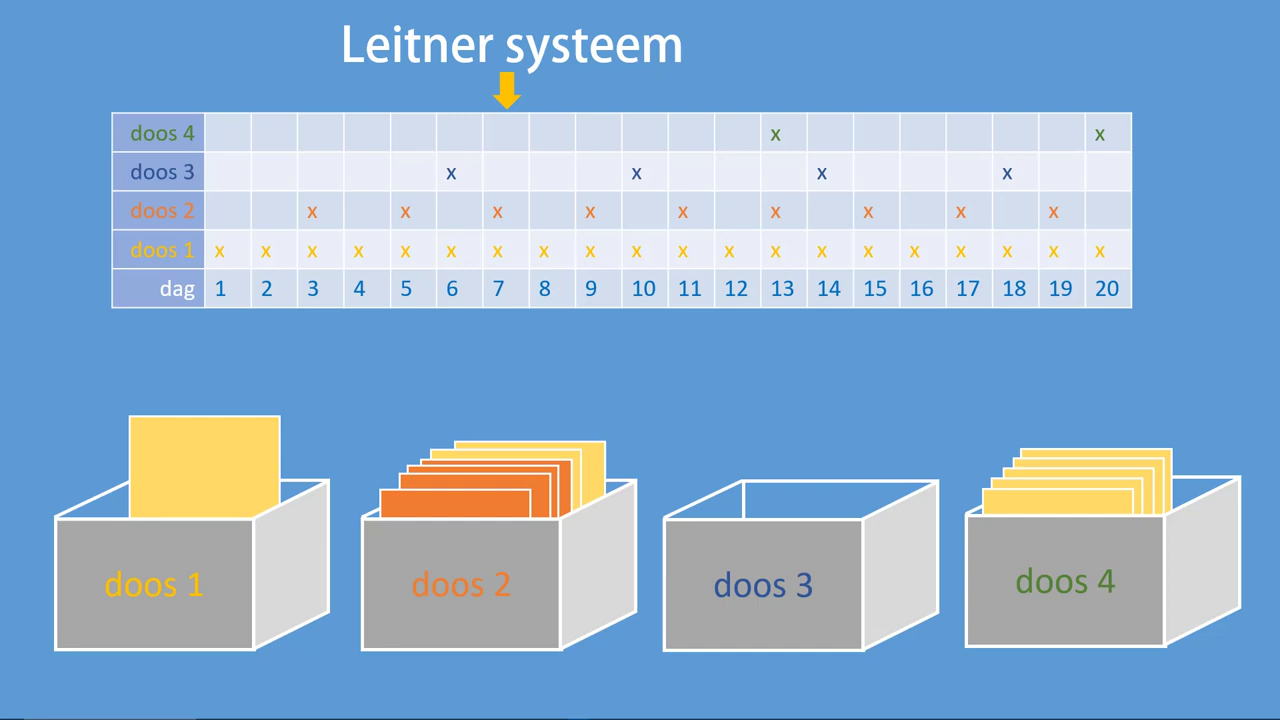 Leitner systeem
doos 4 x x
doos 3 x x x x
doos 2 x x x x x x x x x
doos 1 x x x x x x x x x x x x x x x x x x x x
dag 1 2 3 4 5 6 7 8 9 10 11 12 13 14 15 16 17 18 19 20
doos 1 doos 2 doos 3 doos 4